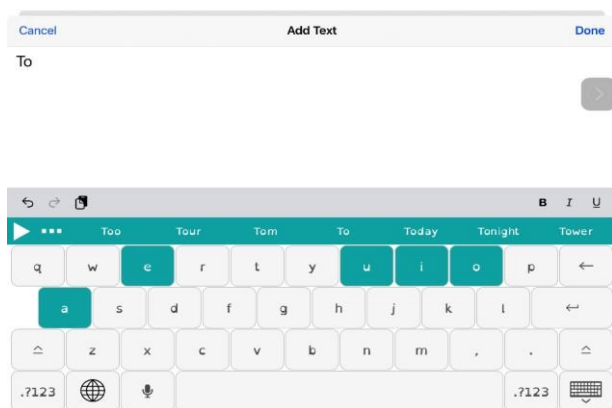 Cancel Add Text Done
To
B I U
Too Tour Tom To Today Tonight Tower
q w e r t y u i o p
a s d f g h j k l
z x c v b n m , .
.?123 .?123